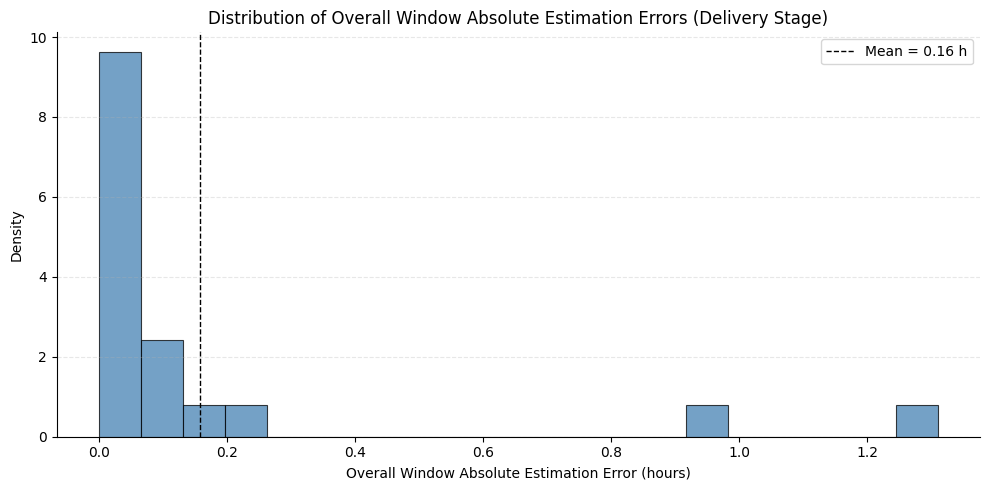 Distribution of Overall Window Absolute Estimation Errors (Delivery Stage)
Mean = 0.16 h
Density
10
8
6
4
2
0
0.0 0.2 0.4 0.6 0.8 1.0 1.2
Overall Window Absolute Estimation Error (hours)